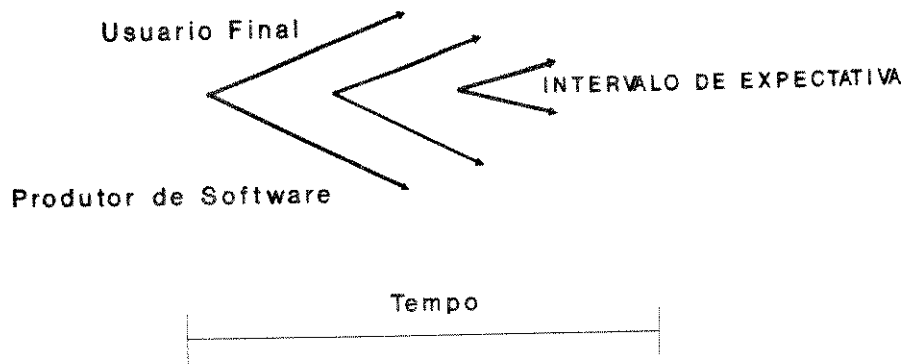 Usuario Final
INTERVALO DE EXPECTATIVA
Produtor de Software
Tempo